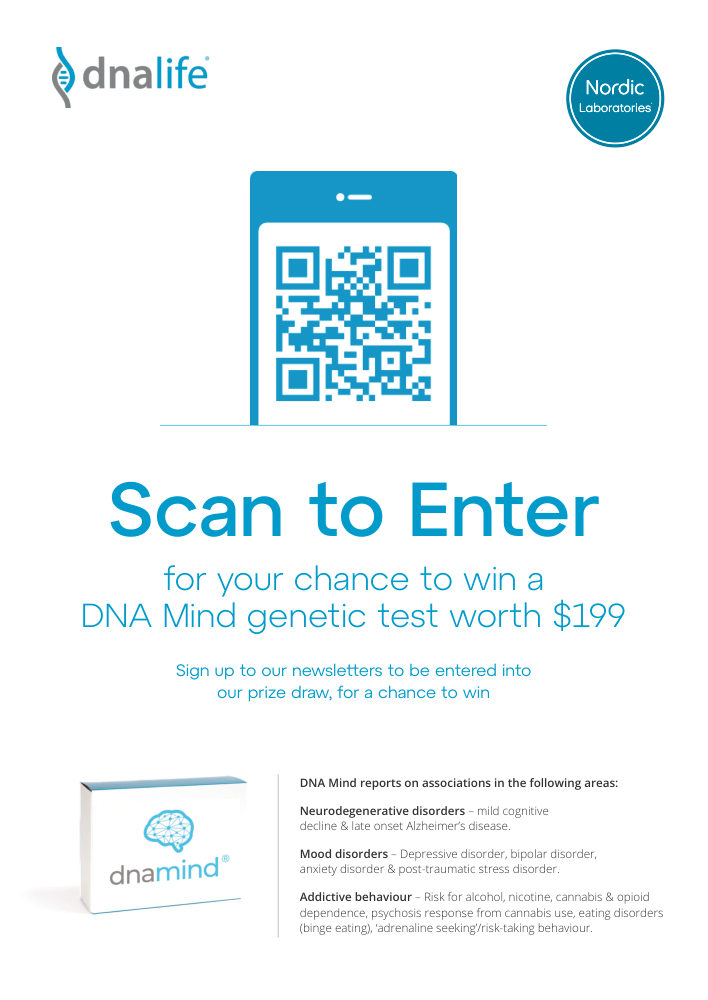 dnalife®
Nordic
Laboratories®
Scan to Enter
for your chance to win a
DNA Mind genetic test worth $199
Sign up to our newsletters to be entered into
our prize draw, for a chance to win
dnamind®
DNA Mind reports on associations in the following areas:
Neurodegenerative disorders – mild cognitive
decline & late onset Alzheimer's disease.
Mood disorders – Depressive disorder, bipolar disorder,
anxiety disorder & post-traumatic stress disorder.
Addictive behaviour – Risk for alcohol, nicotine, cannabis & opioid
dependence, psychosis response from cannabis use, eating disorders
(binge eating), 'adrenaline seeking'/risk-taking behaviour.